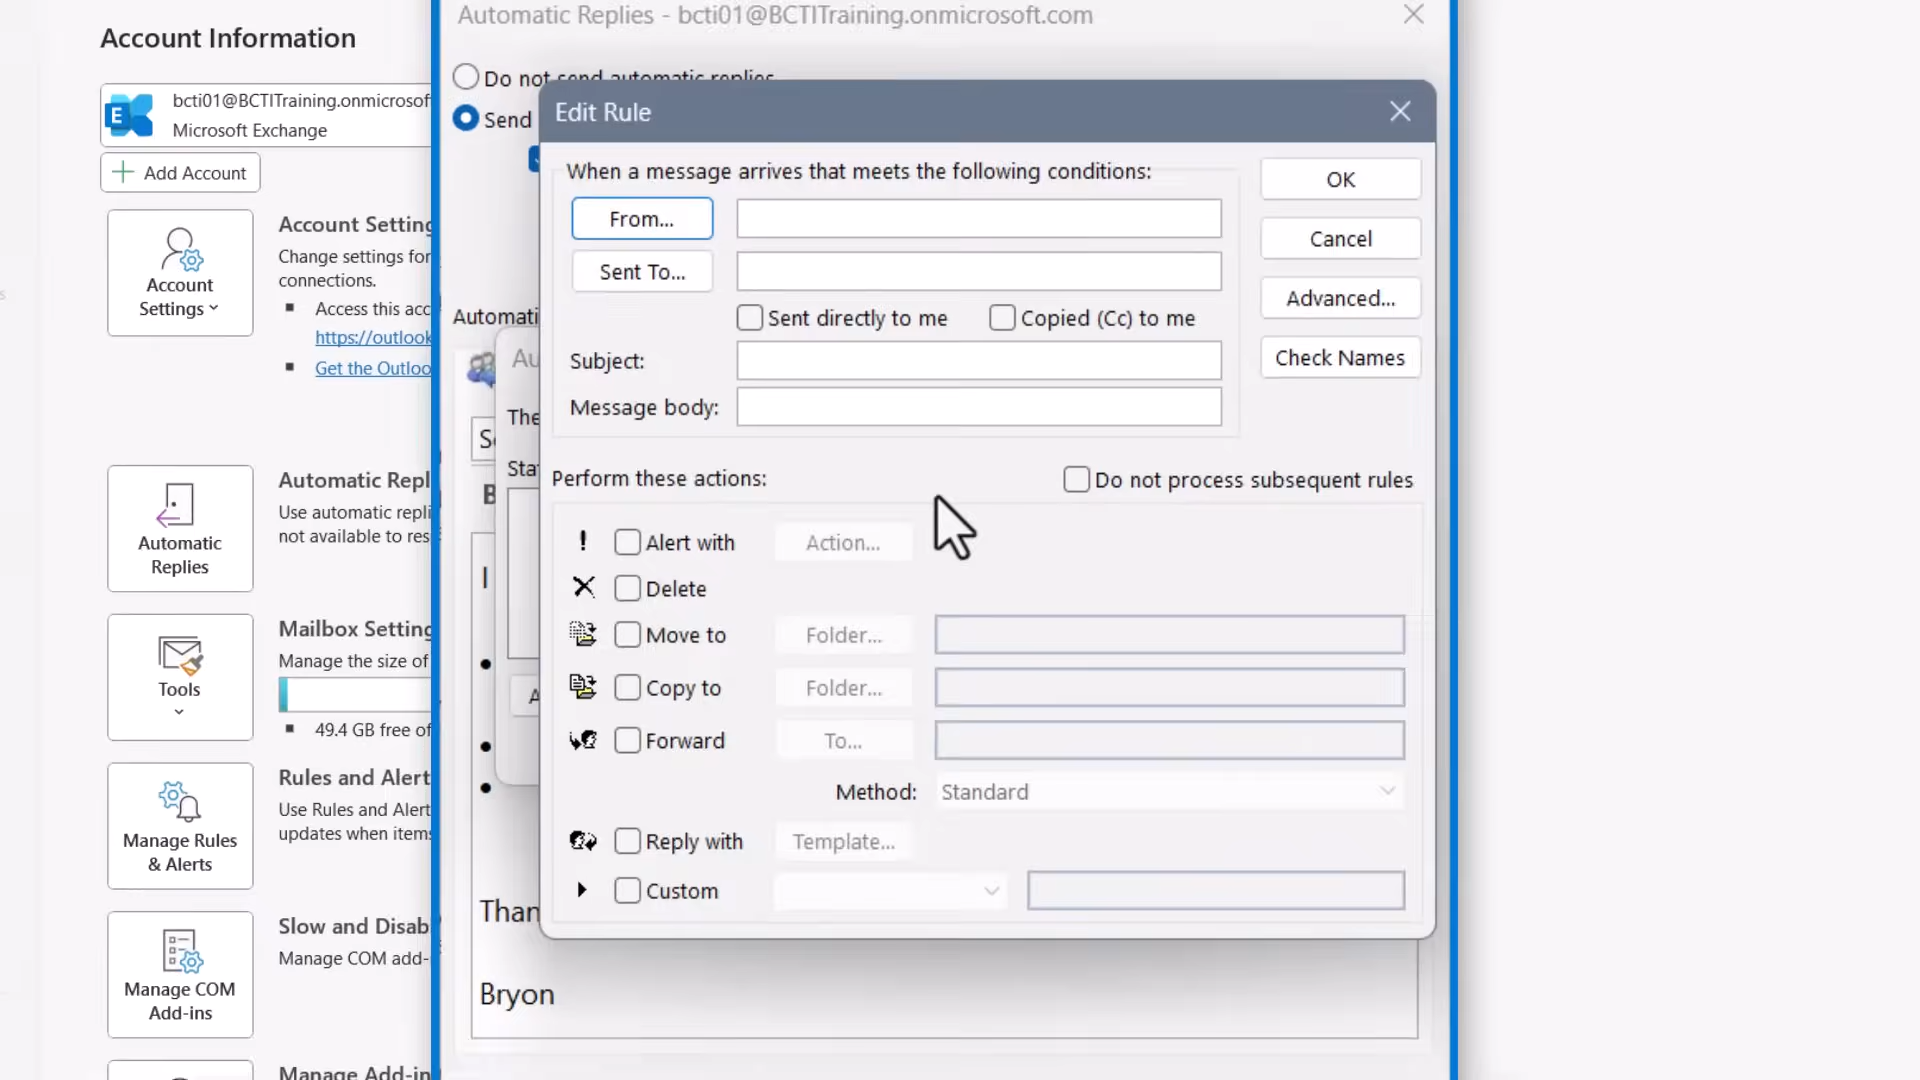 Account Information
bcti01@BCTITraining.onmicrosof
Microsoft Exchange
Add Account
Account Settings
Account Setting
Change settings for
connections.
Access this acc
https://outlook
Get the Outloo
Automatic Replies
Automatic Repl
Use automatic repli
not available to res
Tools
Mailbox Setting
Manage the size of
49.4 GB free of
Manage Rules & Alerts
Rules and Alert
Use Rules and Alert
updates when items
Manage COM Add-ins
Slow and Disab
Manage COM add-
Manage Add-in
Automatic Replies - bcti01@BCTITraining.onmicrosoft.com
Do not send automatic replies
Send
Automati
Au
The
Sta
A
B
I
Than
Bryon
Edit Rule
When a message arrives that meets the following conditions:
From...
Sent To...
Sent directly to me
Copied (Cc) to me
Subject:
Message body:
OK
Cancel
Advanced...
Check Names
Perform these actions:
Do not process subsequent rules
! Alert with Action...
Delete
Move to Folder...
Copy to Folder...
Forward To...
Method: Standard
Reply with Template...
Custom